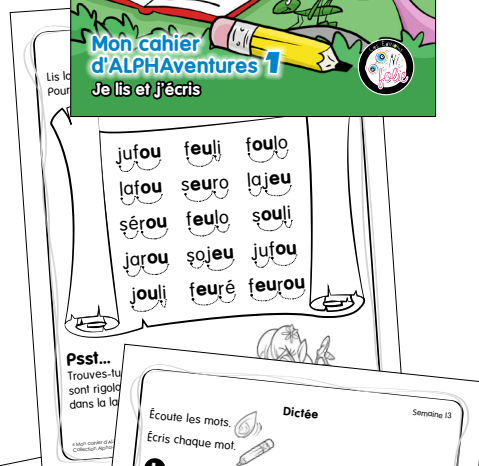 Mon cahier
d'ALPHAventures 1
Je lis et j'écris
Lis
Pour
jufou feuli foulo
lafou seuro lajeu
sérou feulo souli
jarou sojeu jufou
jouli feuré feurou
Psst...
Trouves-tu
sont
dans la
Dictée
Semaine 13
Écoute les mots.
Écris chaque mot.
1